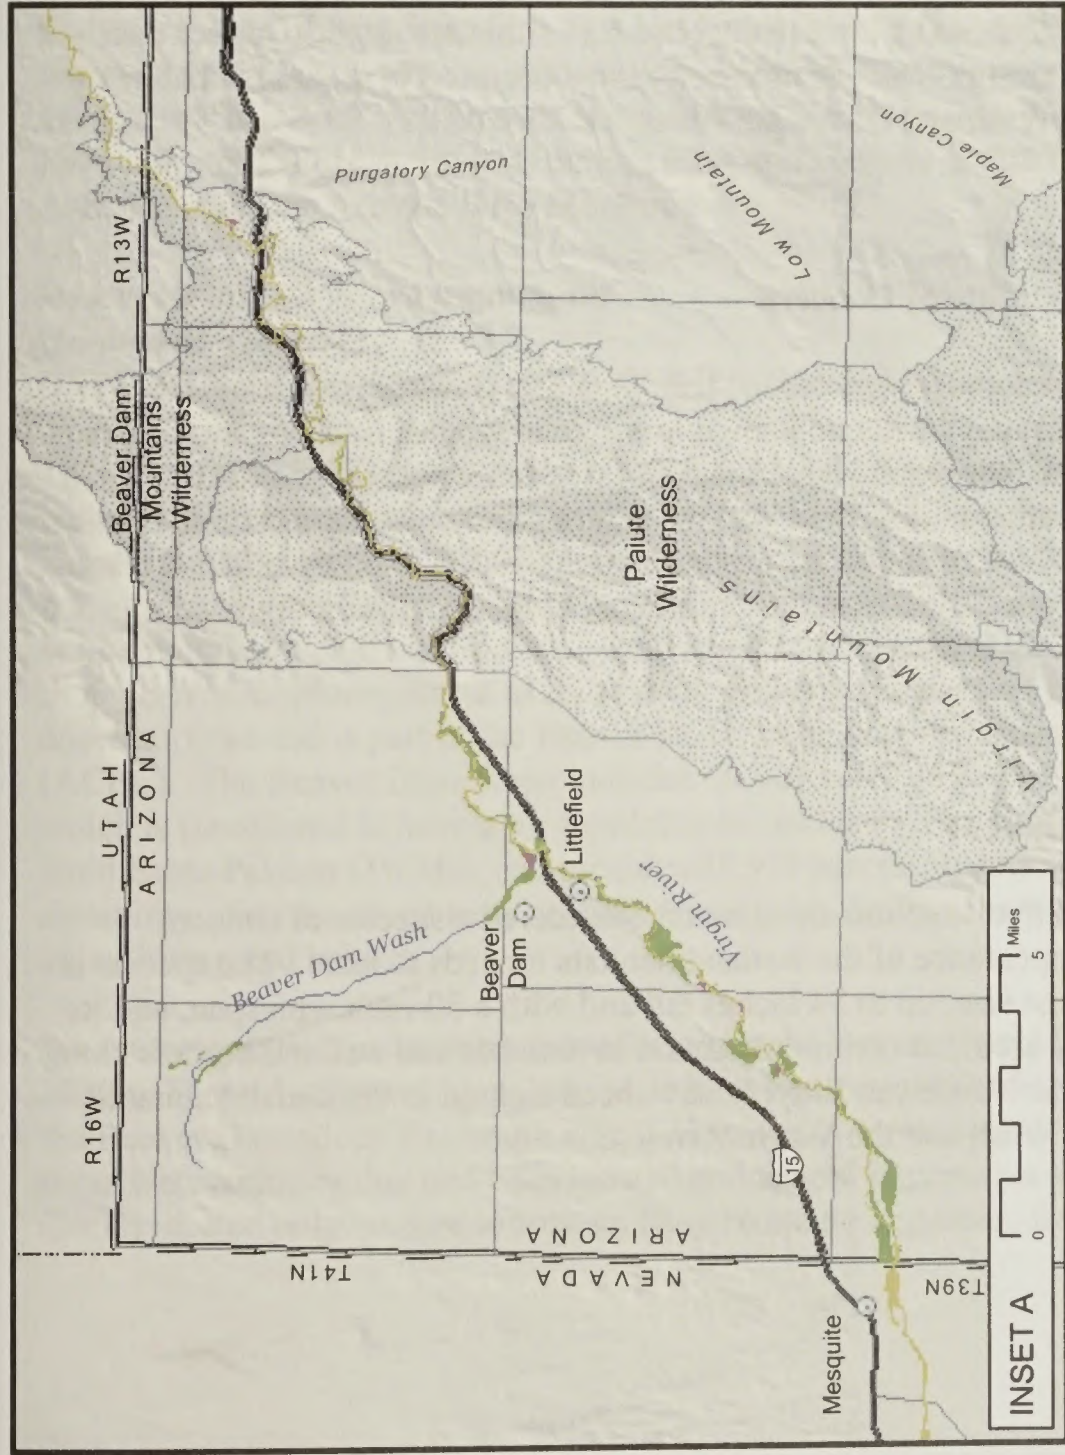 UTAH
ARIZONA
R16W
R13W
Beaver Dam
Mountains
Wilderness
Purgatory Canyon
Low Mountain
Maple Canyon
Paiute
Wilderness
Virgin Mountains
Beaver Dam Wash
Beaver
Dam
Littlefield
Virgin River
15
ARIZONA
NEVADA
T41N
T39N
Mesquite
INSET A
0
5
Miles